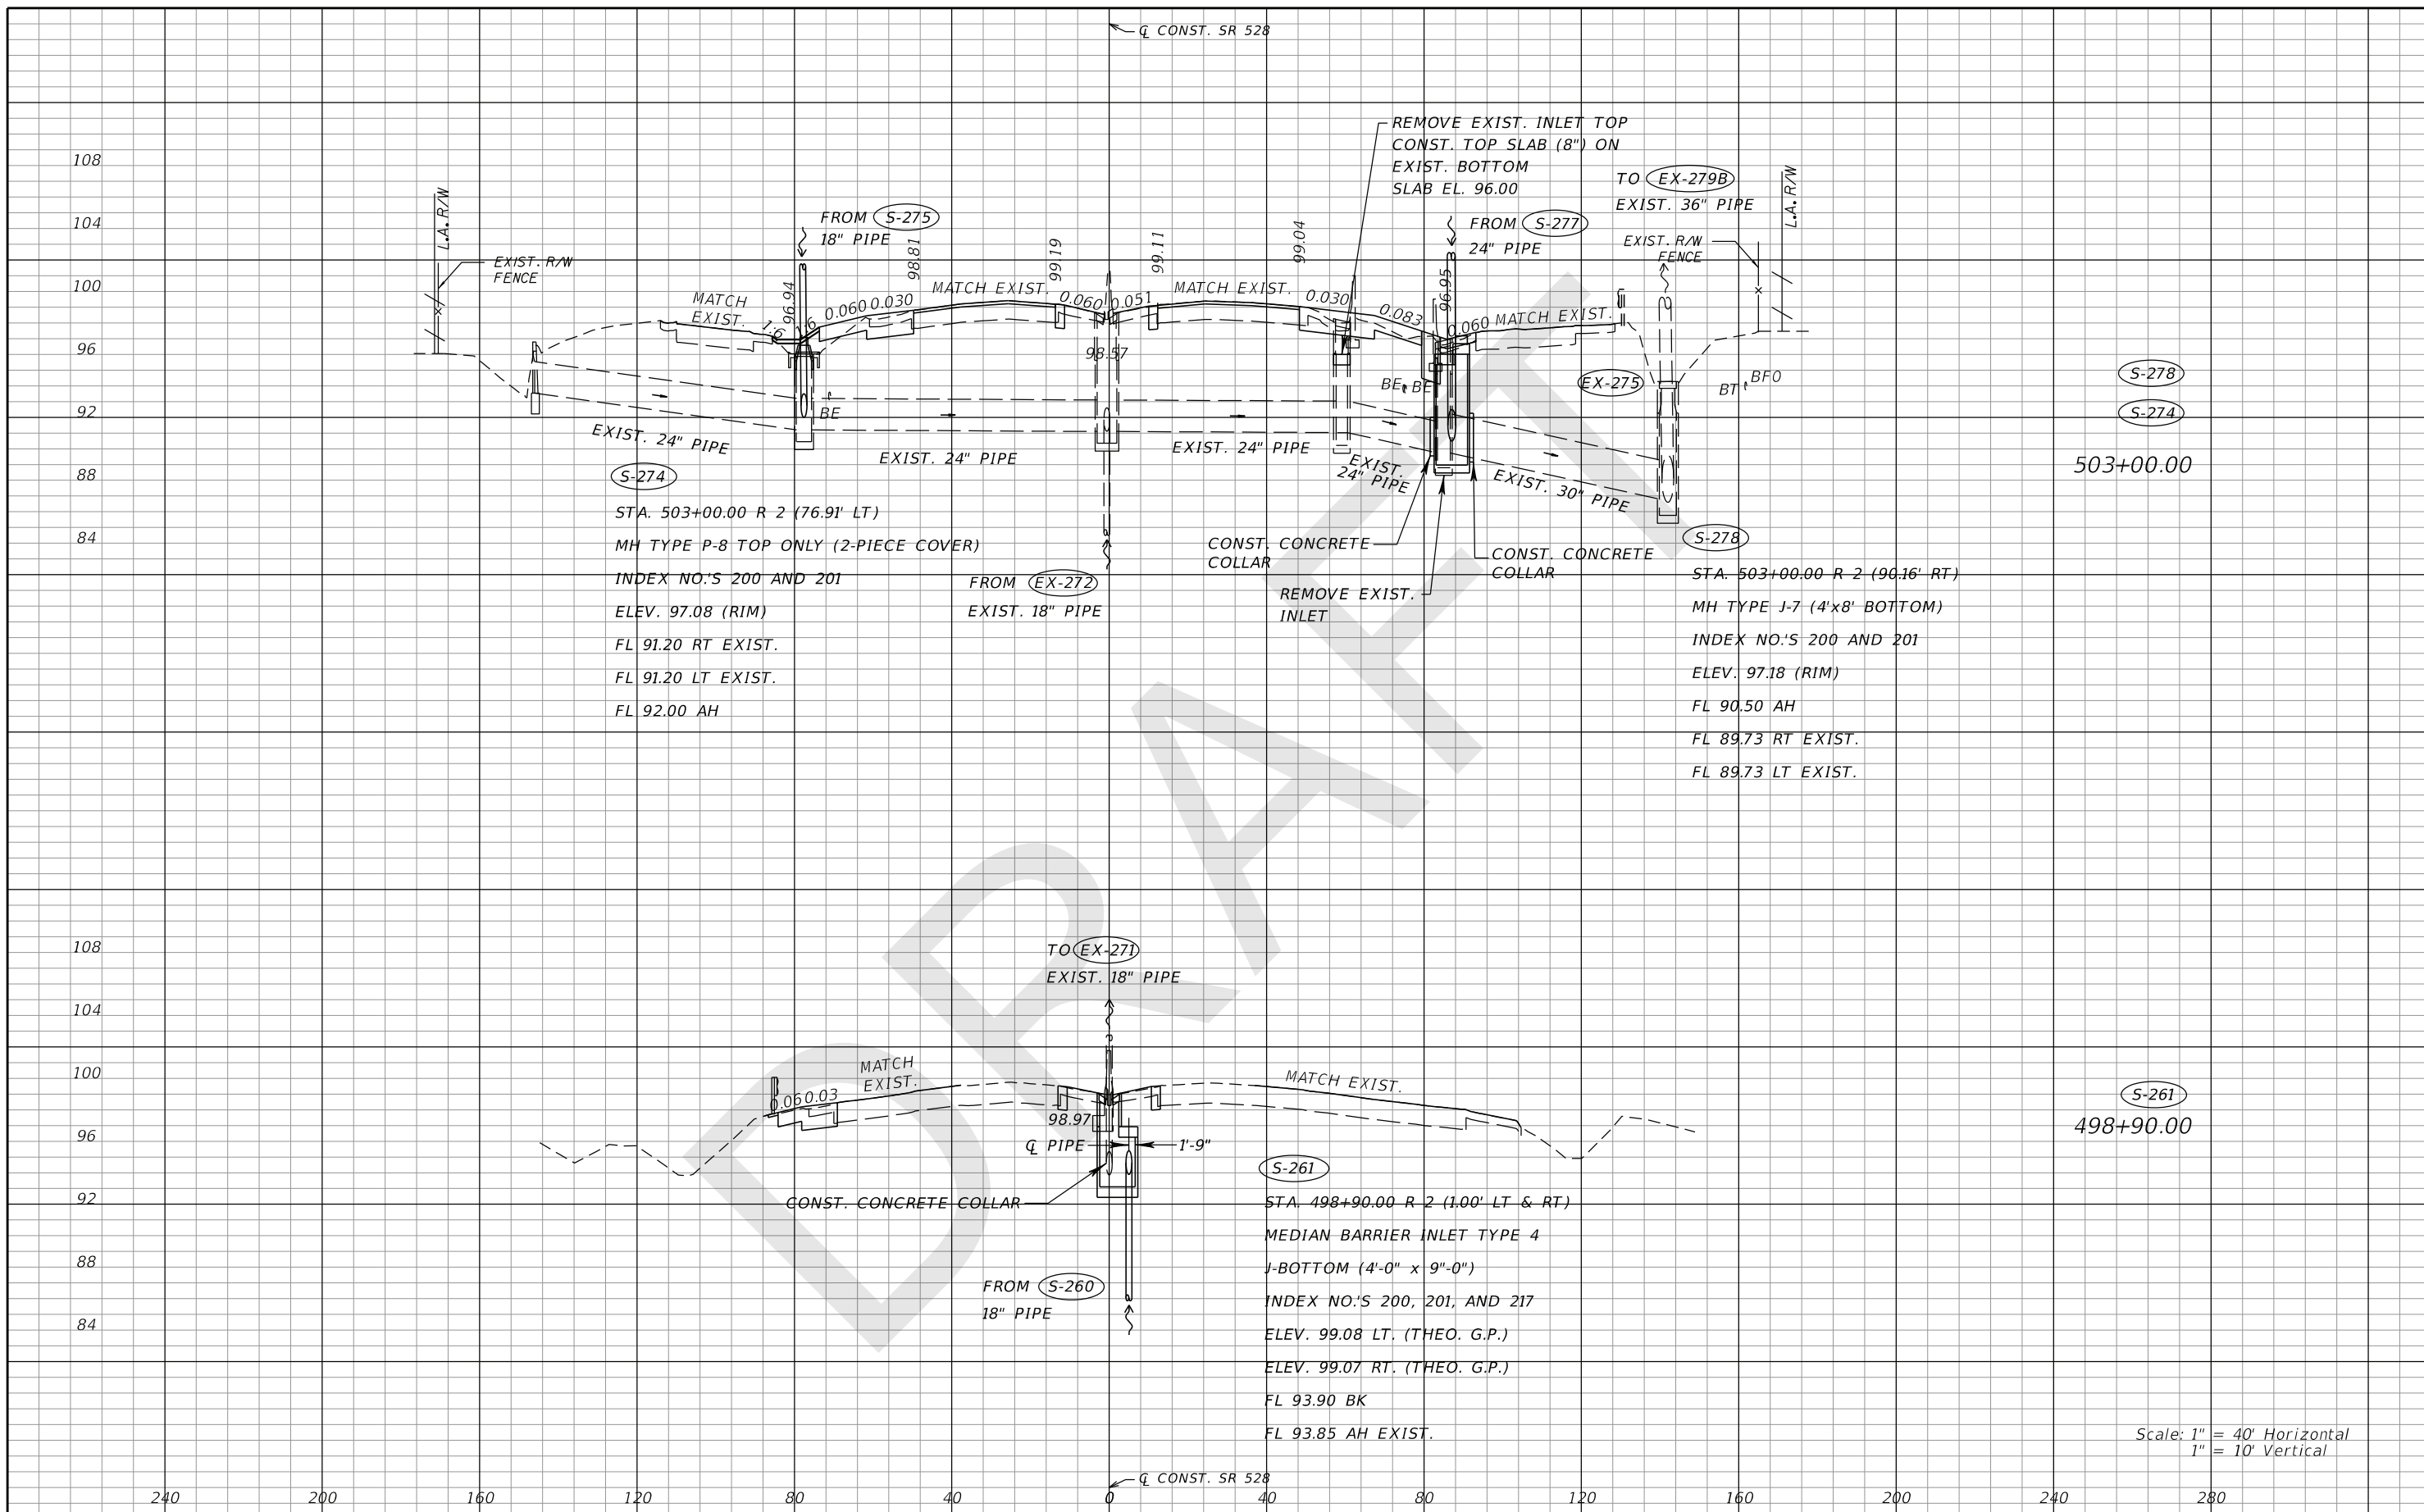 ℄ CONST. SR 528
REMOVE EXIST. INLET TOP
CONST. TOP SLAB (8") ON
EXIST. BOTTOM
SLAB EL. 96.00
TO EX-279B
EXIST. 36" PIPE
L.A. R/W
L.A. R/W
EXIST. R/W
FENCE
FROM S-275
18" PIPE
FROM S-277
24" PIPE
EXIST. R/W
FENCE
108
104
100
96
92
88
84
96.94
98.81
99.19
99.11
99.04
96.95
MATCH
EXIST.
1:6
0.060
0.030
MATCH EXIST.
0.060
0.051
MATCH EXIST.
0.030
0.083
0.060
MATCH EXIST.
98.57
BE
BE
BE
EX-275
BT
BFO
S-278
S-274
503+00.00
EXIST. 24" PIPE
EXIST. 24" PIPE
EXIST. 24" PIPE
EXIST.
24" PIPE
EXIST. 30" PIPE
S-274
STA. 503+00.00 R 2 (76.91' LT)
MH TYPE P-8 TOP ONLY (2-PIECE COVER)
INDEX NO.'S 200 AND 201
ELEV. 97.08 (RIM)
FL 91.20 RT EXIST.
FL 91.20 LT EXIST.
FL 92.00 AH
FROM EX-272
EXIST. 18" PIPE
CONST. CONCRETE
COLLAR
REMOVE EXIST.
INLET
CONST. CONCRETE
COLLAR
S-278
STA. 503+00.00 R 2 (90.16' RT)
MH TYPE J-7 (4'x8' BOTTOM)
INDEX NO.'S 200 AND 201
ELEV. 97.18 (RIM)
FL 90.50 AH
FL 89.73 RT EXIST.
FL 89.73 LT EXIST.
DRAFT
108
104
100
96
92
88
84
TO EX-271
EXIST. 18" PIPE
0.06
0.03
MATCH
EXIST.
MATCH EXIST.
98.97
℄ PIPE
1'-9"
CONST. CONCRETE COLLAR
FROM S-260
18" PIPE
S-261
STA. 498+90.00 R 2 (1.00' LT & RT)
MEDIAN BARRIER INLET TYPE 4
J-BOTTOM (4'-0" x 9"-0")
INDEX NO.'S 200, 201, AND 217
ELEV. 99.08 LT. (THEO. G.P.)
ELEV. 99.07 RT. (THEO. G.P.)
FL 93.90 BK
FL 93.85 AH EXIST.
S-261
498+90.00
Scale: 1" = 40' Horizontal
1" = 10' Vertical
℄ CONST. SR 528
240 200 160 120 80 40 0 40 80 120 160 200 240 280